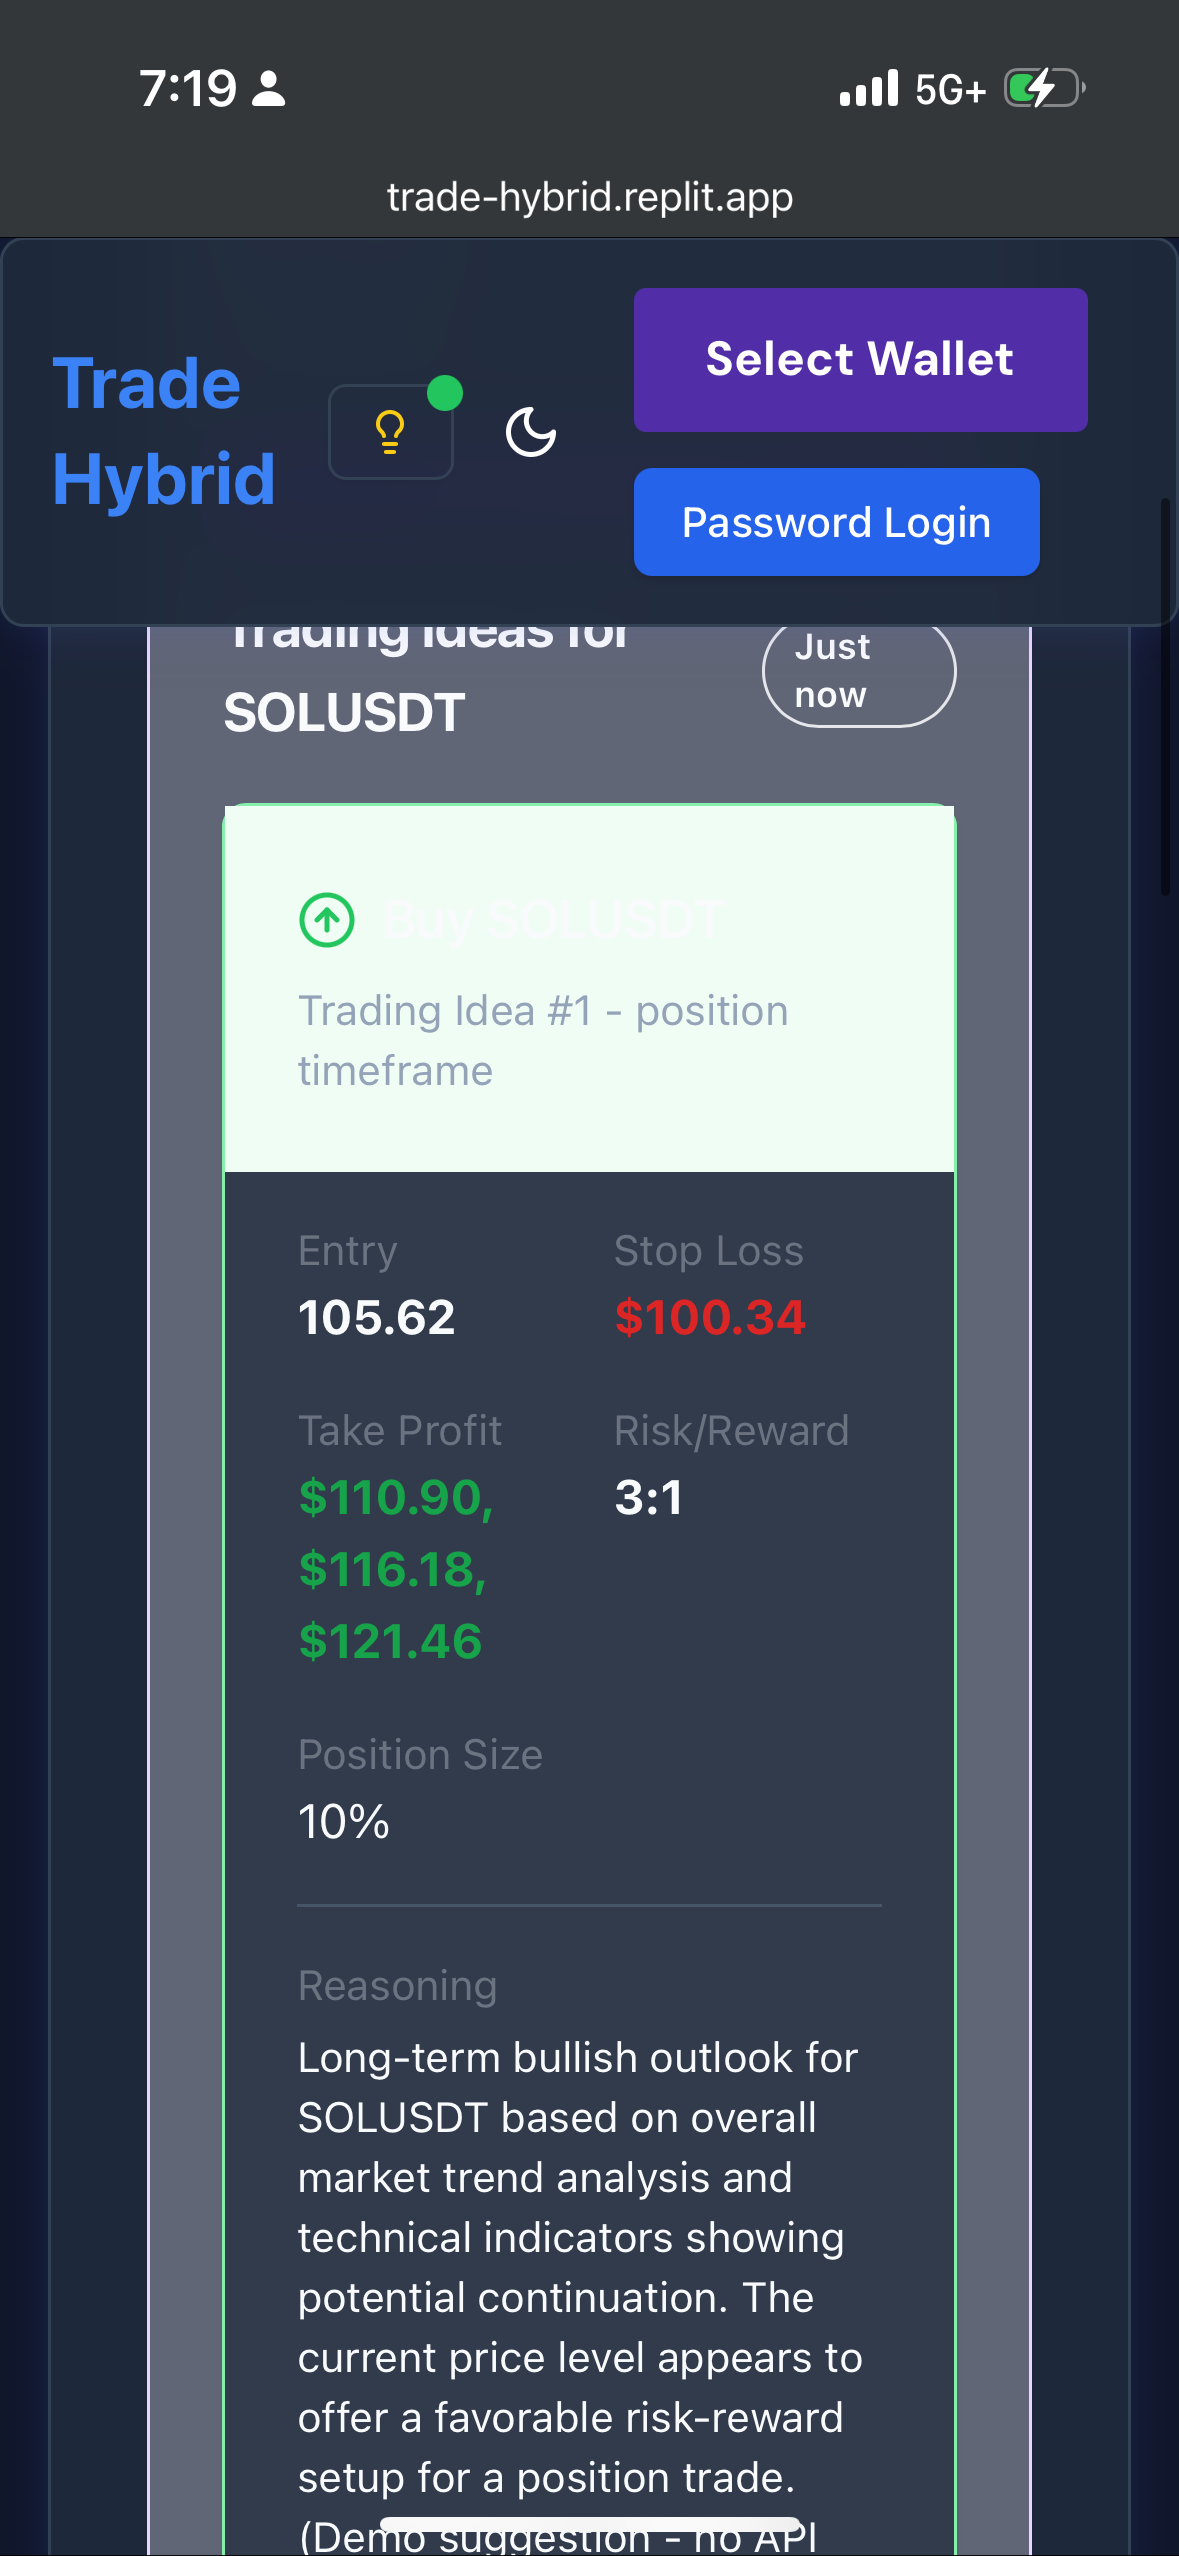 7:19
5G+
trade-hybrid.replit.app
Trade
Hybrid
Select Wallet
Password Login
Trading Ideas for
SOLUSDT
Just
now
Buy SOLUSDT
Trading Idea #1 - position
timeframe
Entry
105.62
Stop Loss
$100.34
Take Profit
$110.90,
$116.18,
$121.46
Risk/Reward
3:1
Position Size
10%
Reasoning
Long-term bullish outlook for
SOLUSDT based on overall
market trend analysis and
technical indicators showing
potential continuation. The
current price level appears to
offer a favorable risk-reward
setup for a position trade.
(Demo suggestion - no API